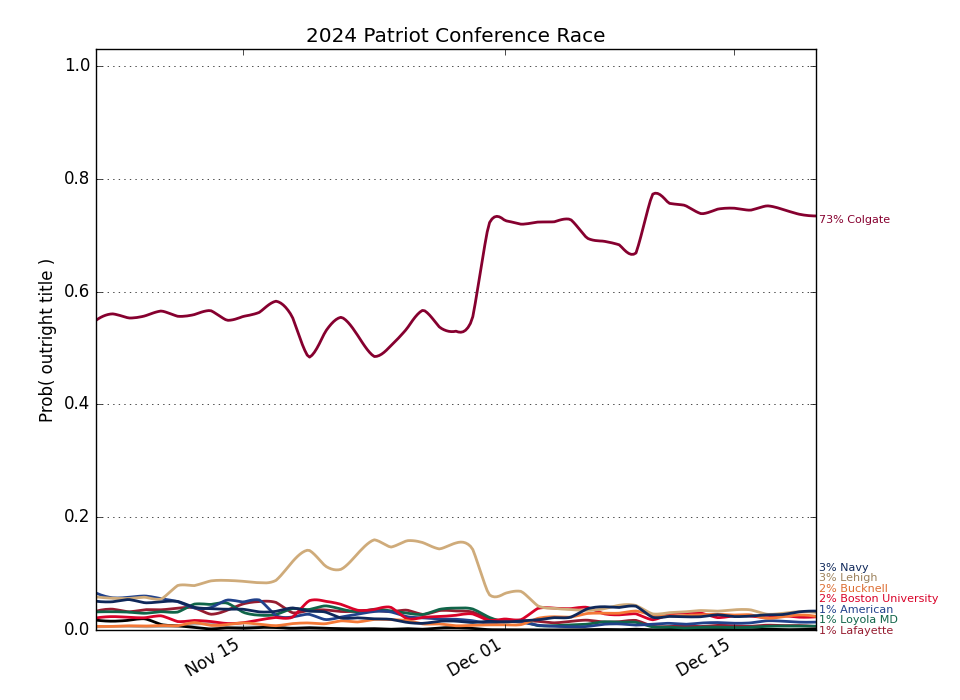 2024 Patriot Conference Race
Prob( outright title )
1.0
0.8
0.6
0.4
0.2
0.0
Nov 15
Dec 01
Dec 15
73% Colgate
3% Navy
3% Lehigh
2% Bucknell
2% Boston University
1% American
1% Loyola MD
1% Lafayette